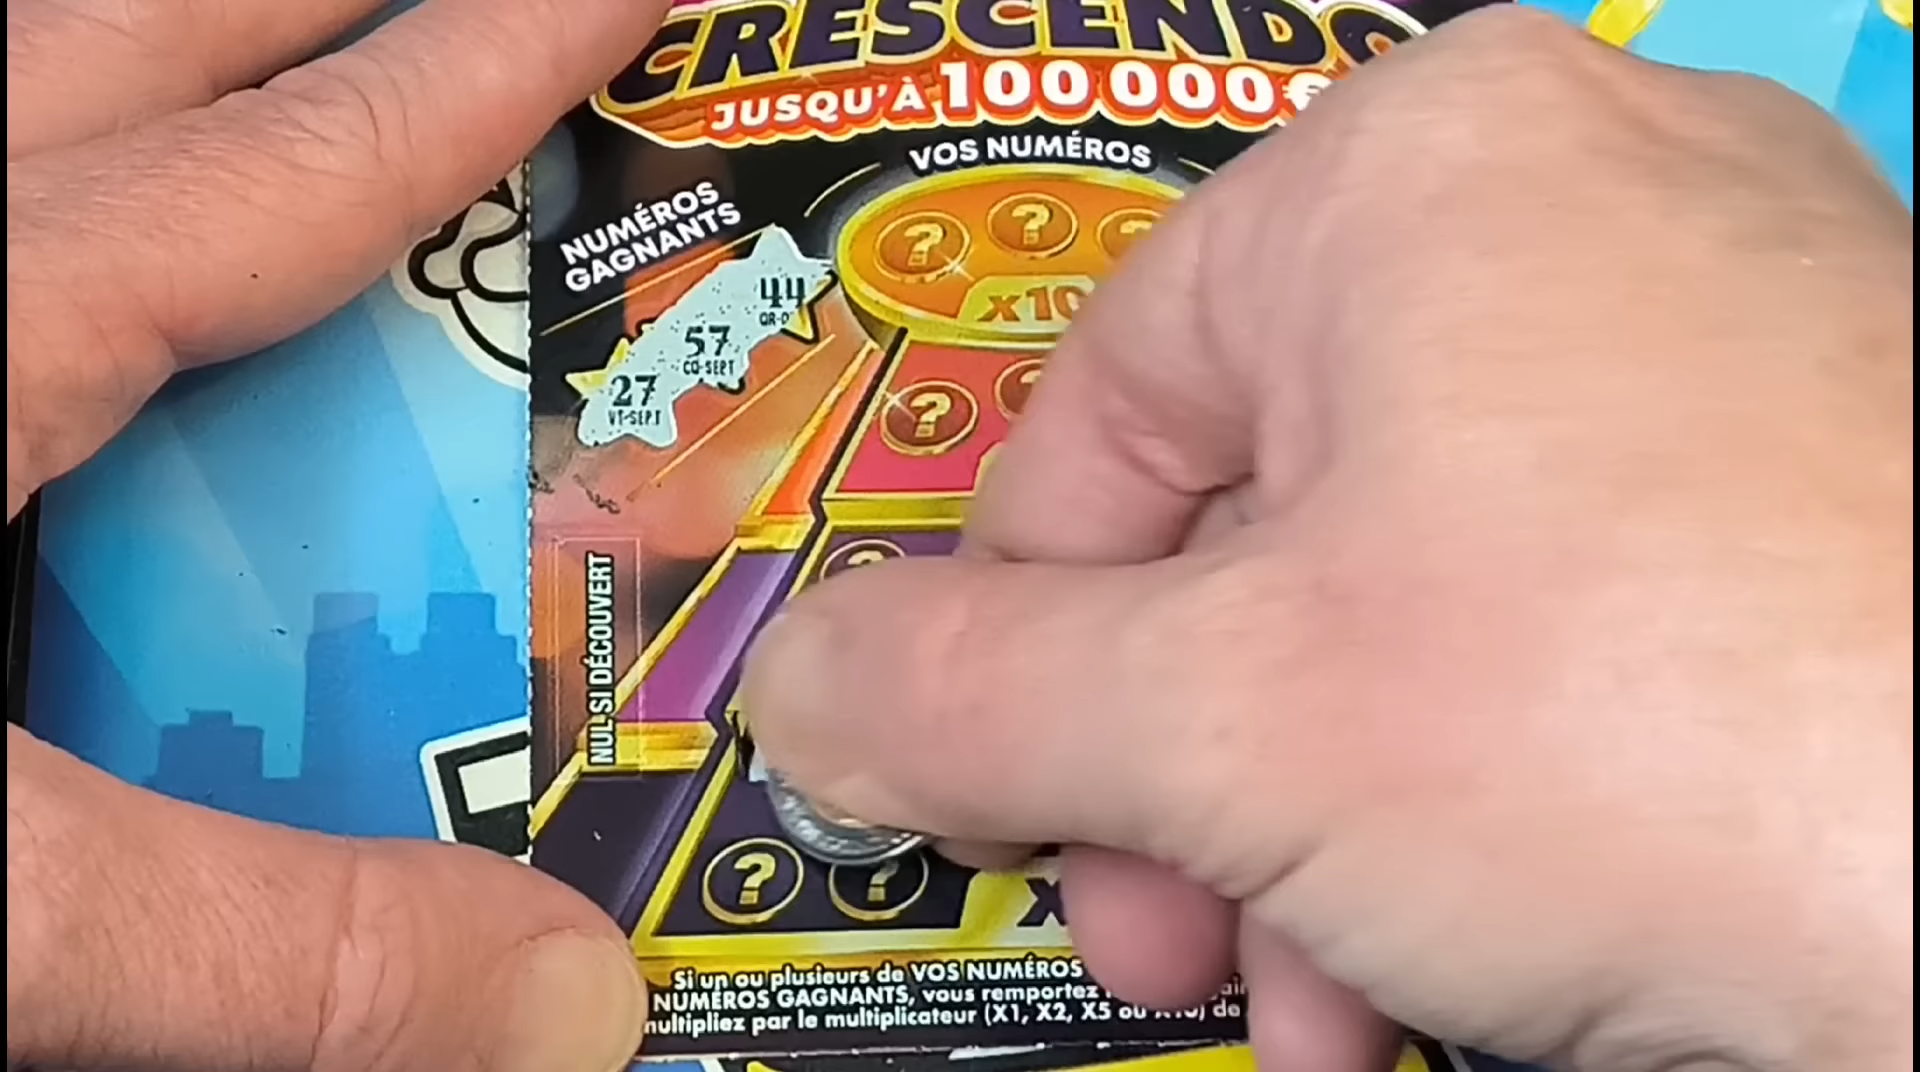 CRESCENDO
JUSQU'À 100 000€
VOS NUMÉROS
NUMÉROS
GAGNANTS
44
57
CQ-SEPT
27
VT-SEPT
X10
NUL SI DÉCOUVERT
X
Si un ou plusieurs de VOS NUMÉROS
NUMÉROS GAGNANTS, vous remportez
multipliez par le multiplicateur (X1, X2, X5 ou X10) de